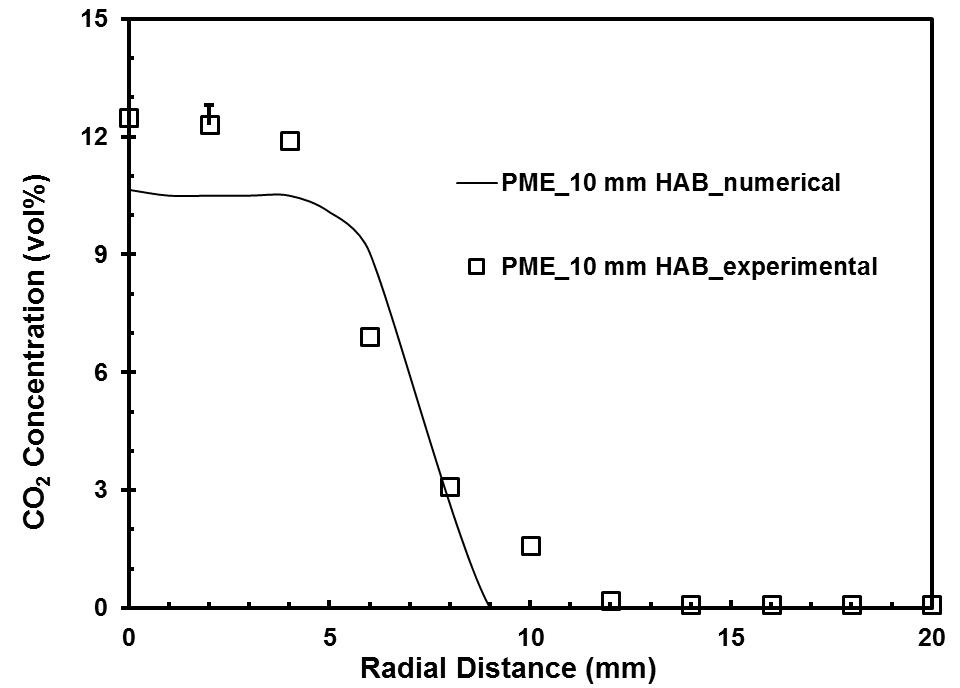 15
12
9
6
3
0
CO₂ Concentration (vol%)
PME_10 mm HAB_numerical
PME_10 mm HAB_experimental
0 5 10 15 20
Radial Distance (mm)